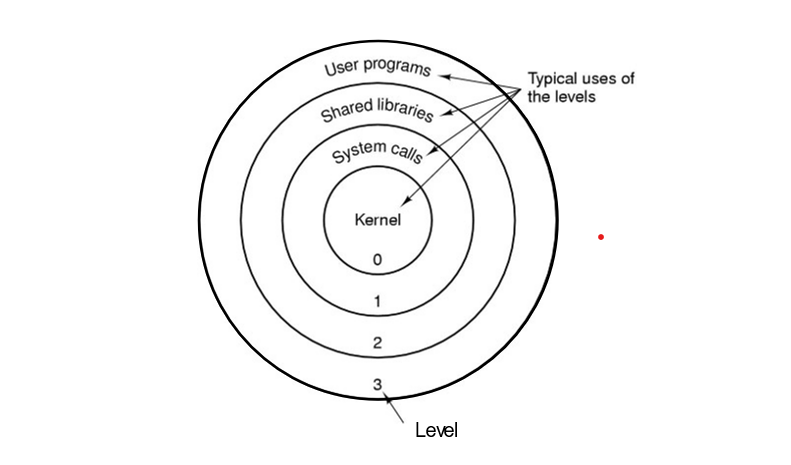 User programs
Typical uses of
the levels
Shared libraries
System calls
Kernel
0
1
2
3
Level